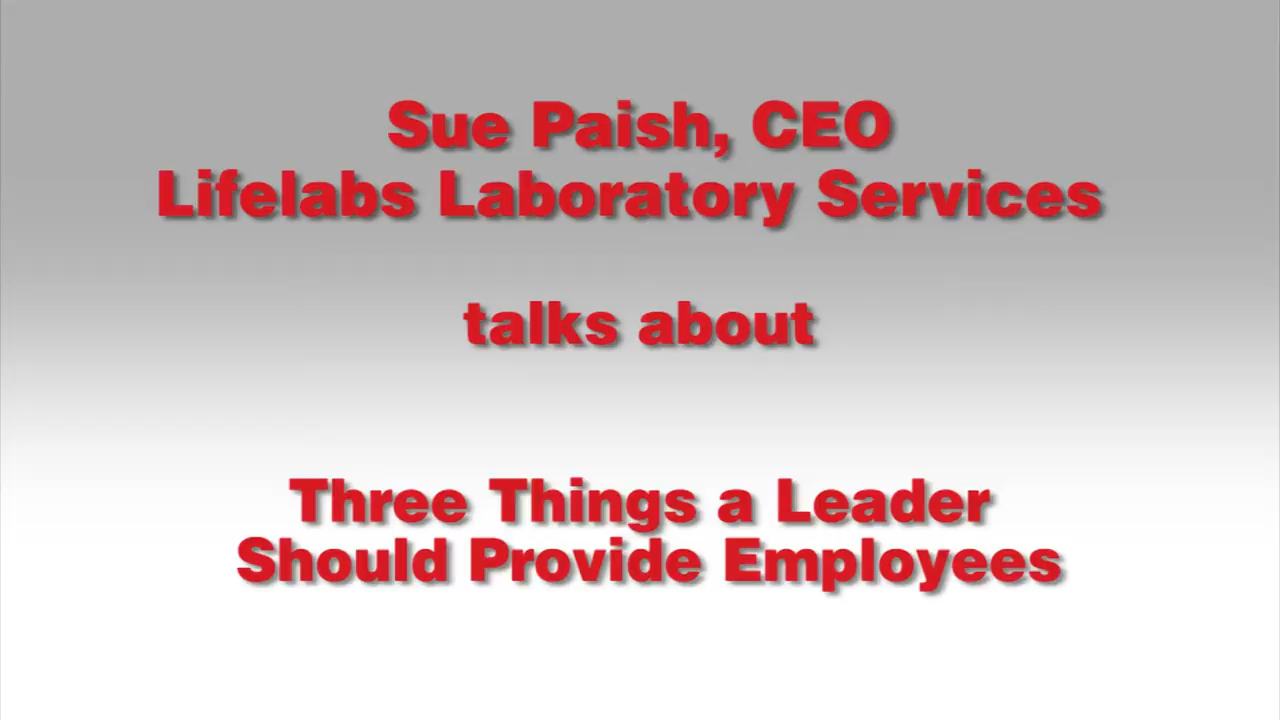 Sue Paish, CEO
Lifelabs Laboratory Services
talks about
Three Things a Leader
Should Provide Employees